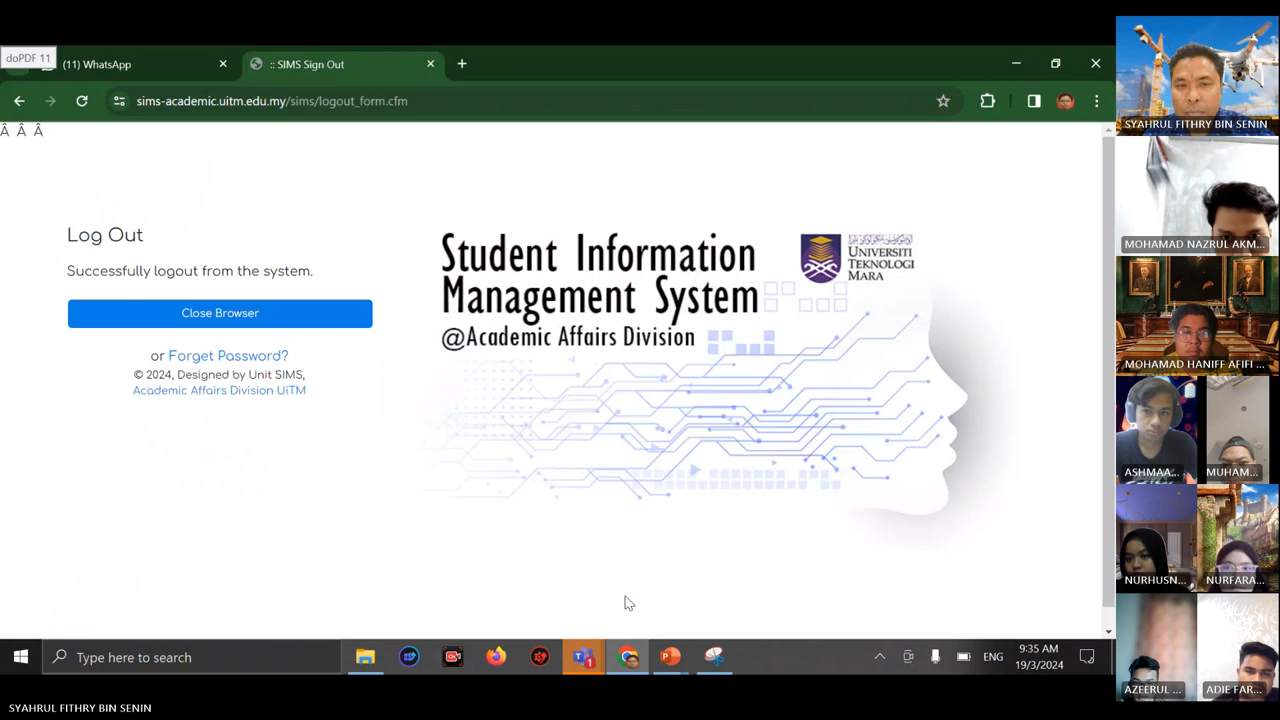 doPDF 11
(11) WhatsApp
:: SIMS Sign Out
sims-academic.uitm.edu.my/sims/logout_form.cfm
Â Â Â
Log Out
Successfully logout from the system.
Close Browser
or Forget Password?
© 2024, Designed by Unit SIMS,
Academic Affairs Division UiTM
Student Information
Management System
@Academic Affairs Division
UNIVERSITI
TEKNOLOGI
MARA
SYAHRUL FITHRY BIN SENIN
MOHAMAD NAZRUL AKM...
MOHAMAD HANIFF AFIFI ...
ASHMAA...
MUHAM...
NURHUSN...
NURFARA...
AZEERUL ...
ADIE FAR...
Type here to search
1
ENG
9:35 AM
19/3/2024
SYAHRUL FITHRY BIN SENIN